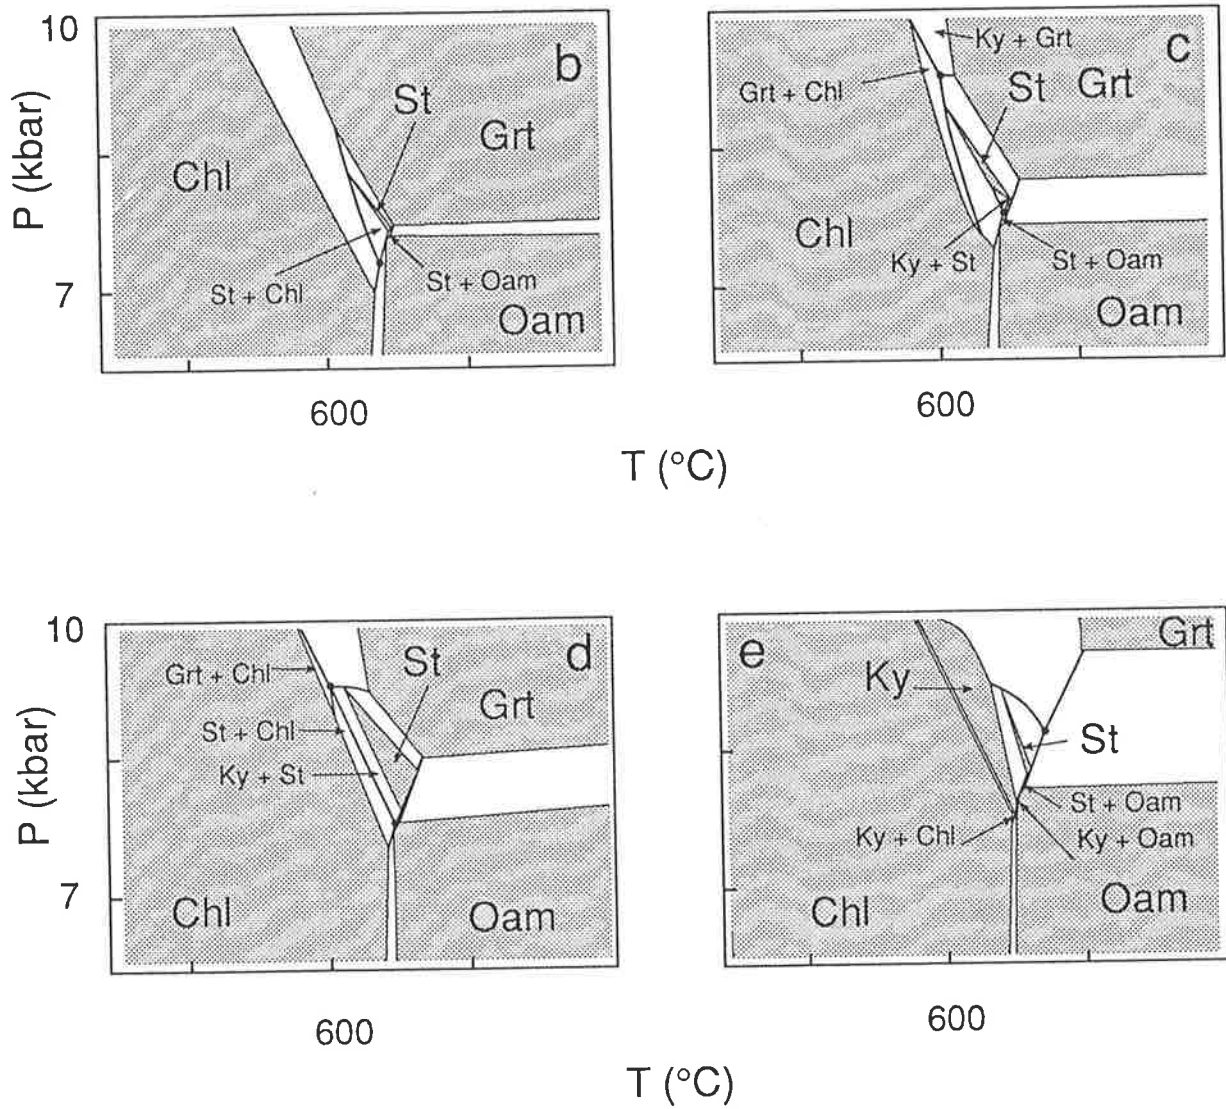 10
b
c
Ky + Grt
St
Grt + Chl
St
Grt
P (kbar)
Chl
Grt
Chl
St + Chl
St + Oam
Ky + St
St + Oam
7
Oam
Oam
600
600
T (°C)
10
d
e
Grt
Grt + Chl
St
Ky
P (kbar)
St + Chl
Grt
Ky + St
St
St + Oam
Ky + Chl
Ky + Oam
7
Chl
Oam
Chl
Oam
600
600
T (°C)